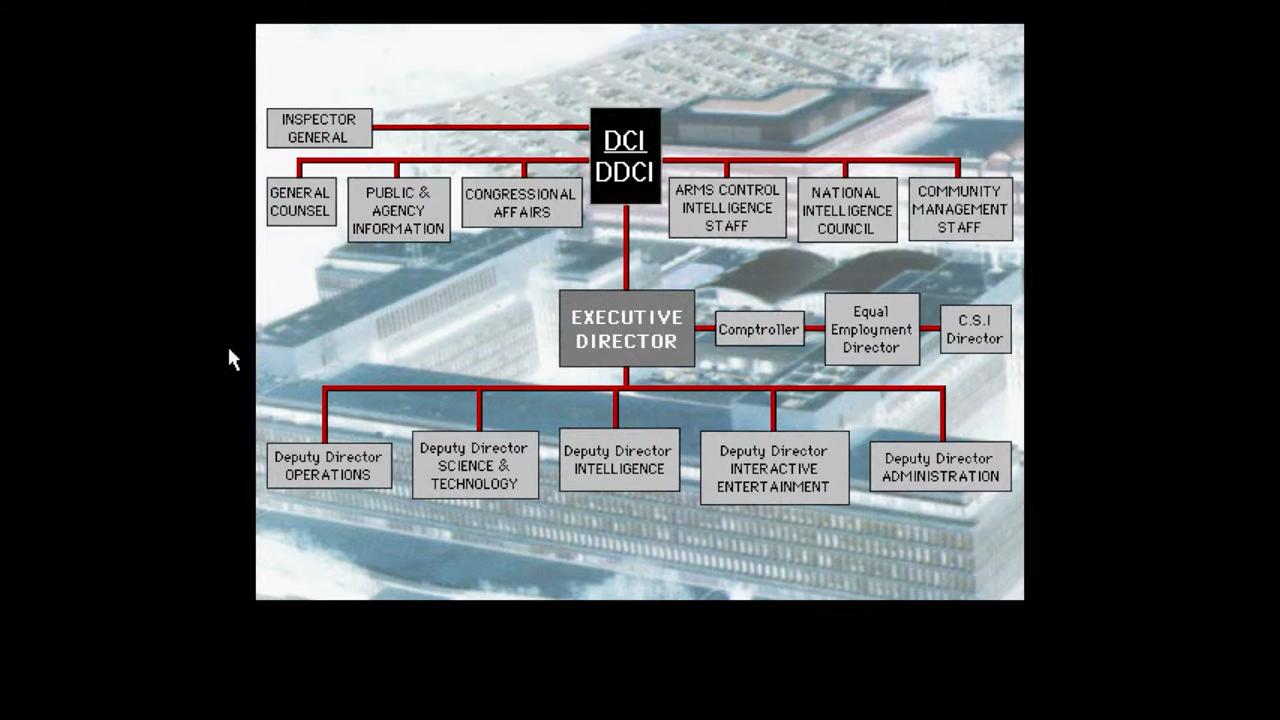 INSPECTOR
GENERAL
DCI
DDCI
GENERAL
COUNSEL
PUBLIC &
AGENCY
INFORMATION
CONGRESSIONAL
AFFAIRS
ARMS CONTROL
INTELLIGENCE
STAFF
NATIONAL
INTELLIGENCE
COUNCIL
COMMUNITY
MANAGEMENT
STAFF
EXECUTIVE
DIRECTOR
Comptroller
Equal
Employment
Director
C.S.I
Director
Deputy Director
OPERATIONS
Deputy Director
SCIENCE &
TECHNOLOGY
Deputy Director
INTELLIGENCE
Deputy Director
INTERACTIVE
ENTERTAINMENT
Deputy Director
ADMINISTRATION